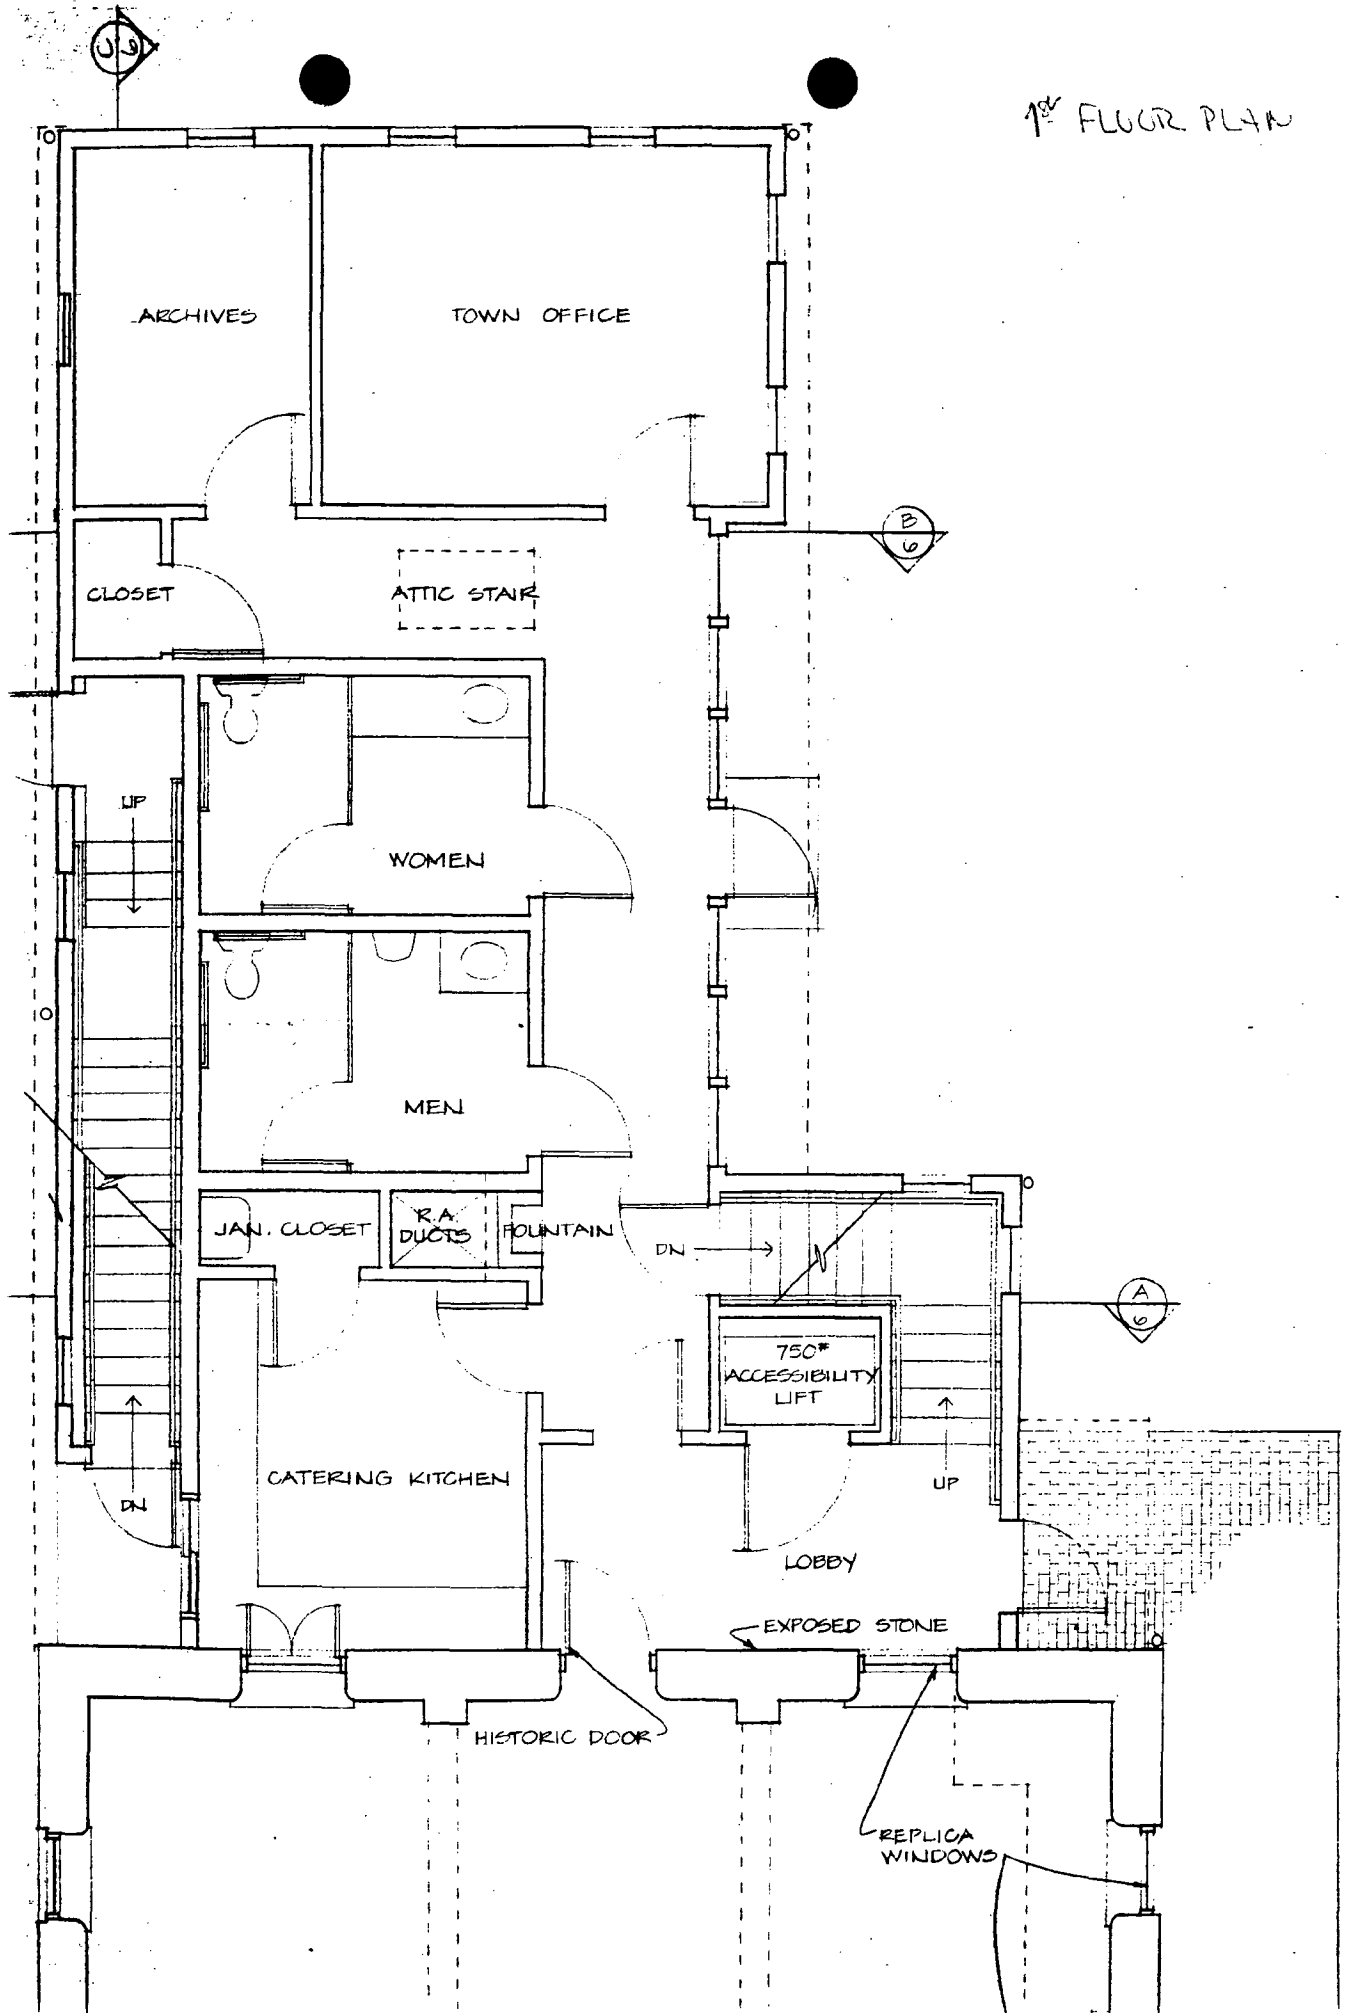 1st FLOOR PLAN
ARCHIVES
TOWN OFFICE
B
6
CLOSET
ATTIC STAIR
UP
WOMEN
MEN
JAN. CLOSET
R.A.
DUCTS
FOUNTAIN
DN
A
6
750#
ACCESSIBILITY
LIFT
CATERING KITCHEN
UP
DN
LOBBY
EXPOSED STONE
HISTORIC DOOR
REPLICA
WINDOWS